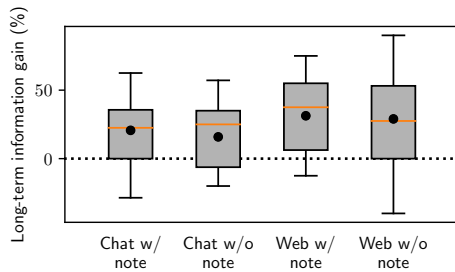 Long-term information gain (%)
50
0
Chat w/
note
Chat w/o
note
Web w/
note
Web w/o
note